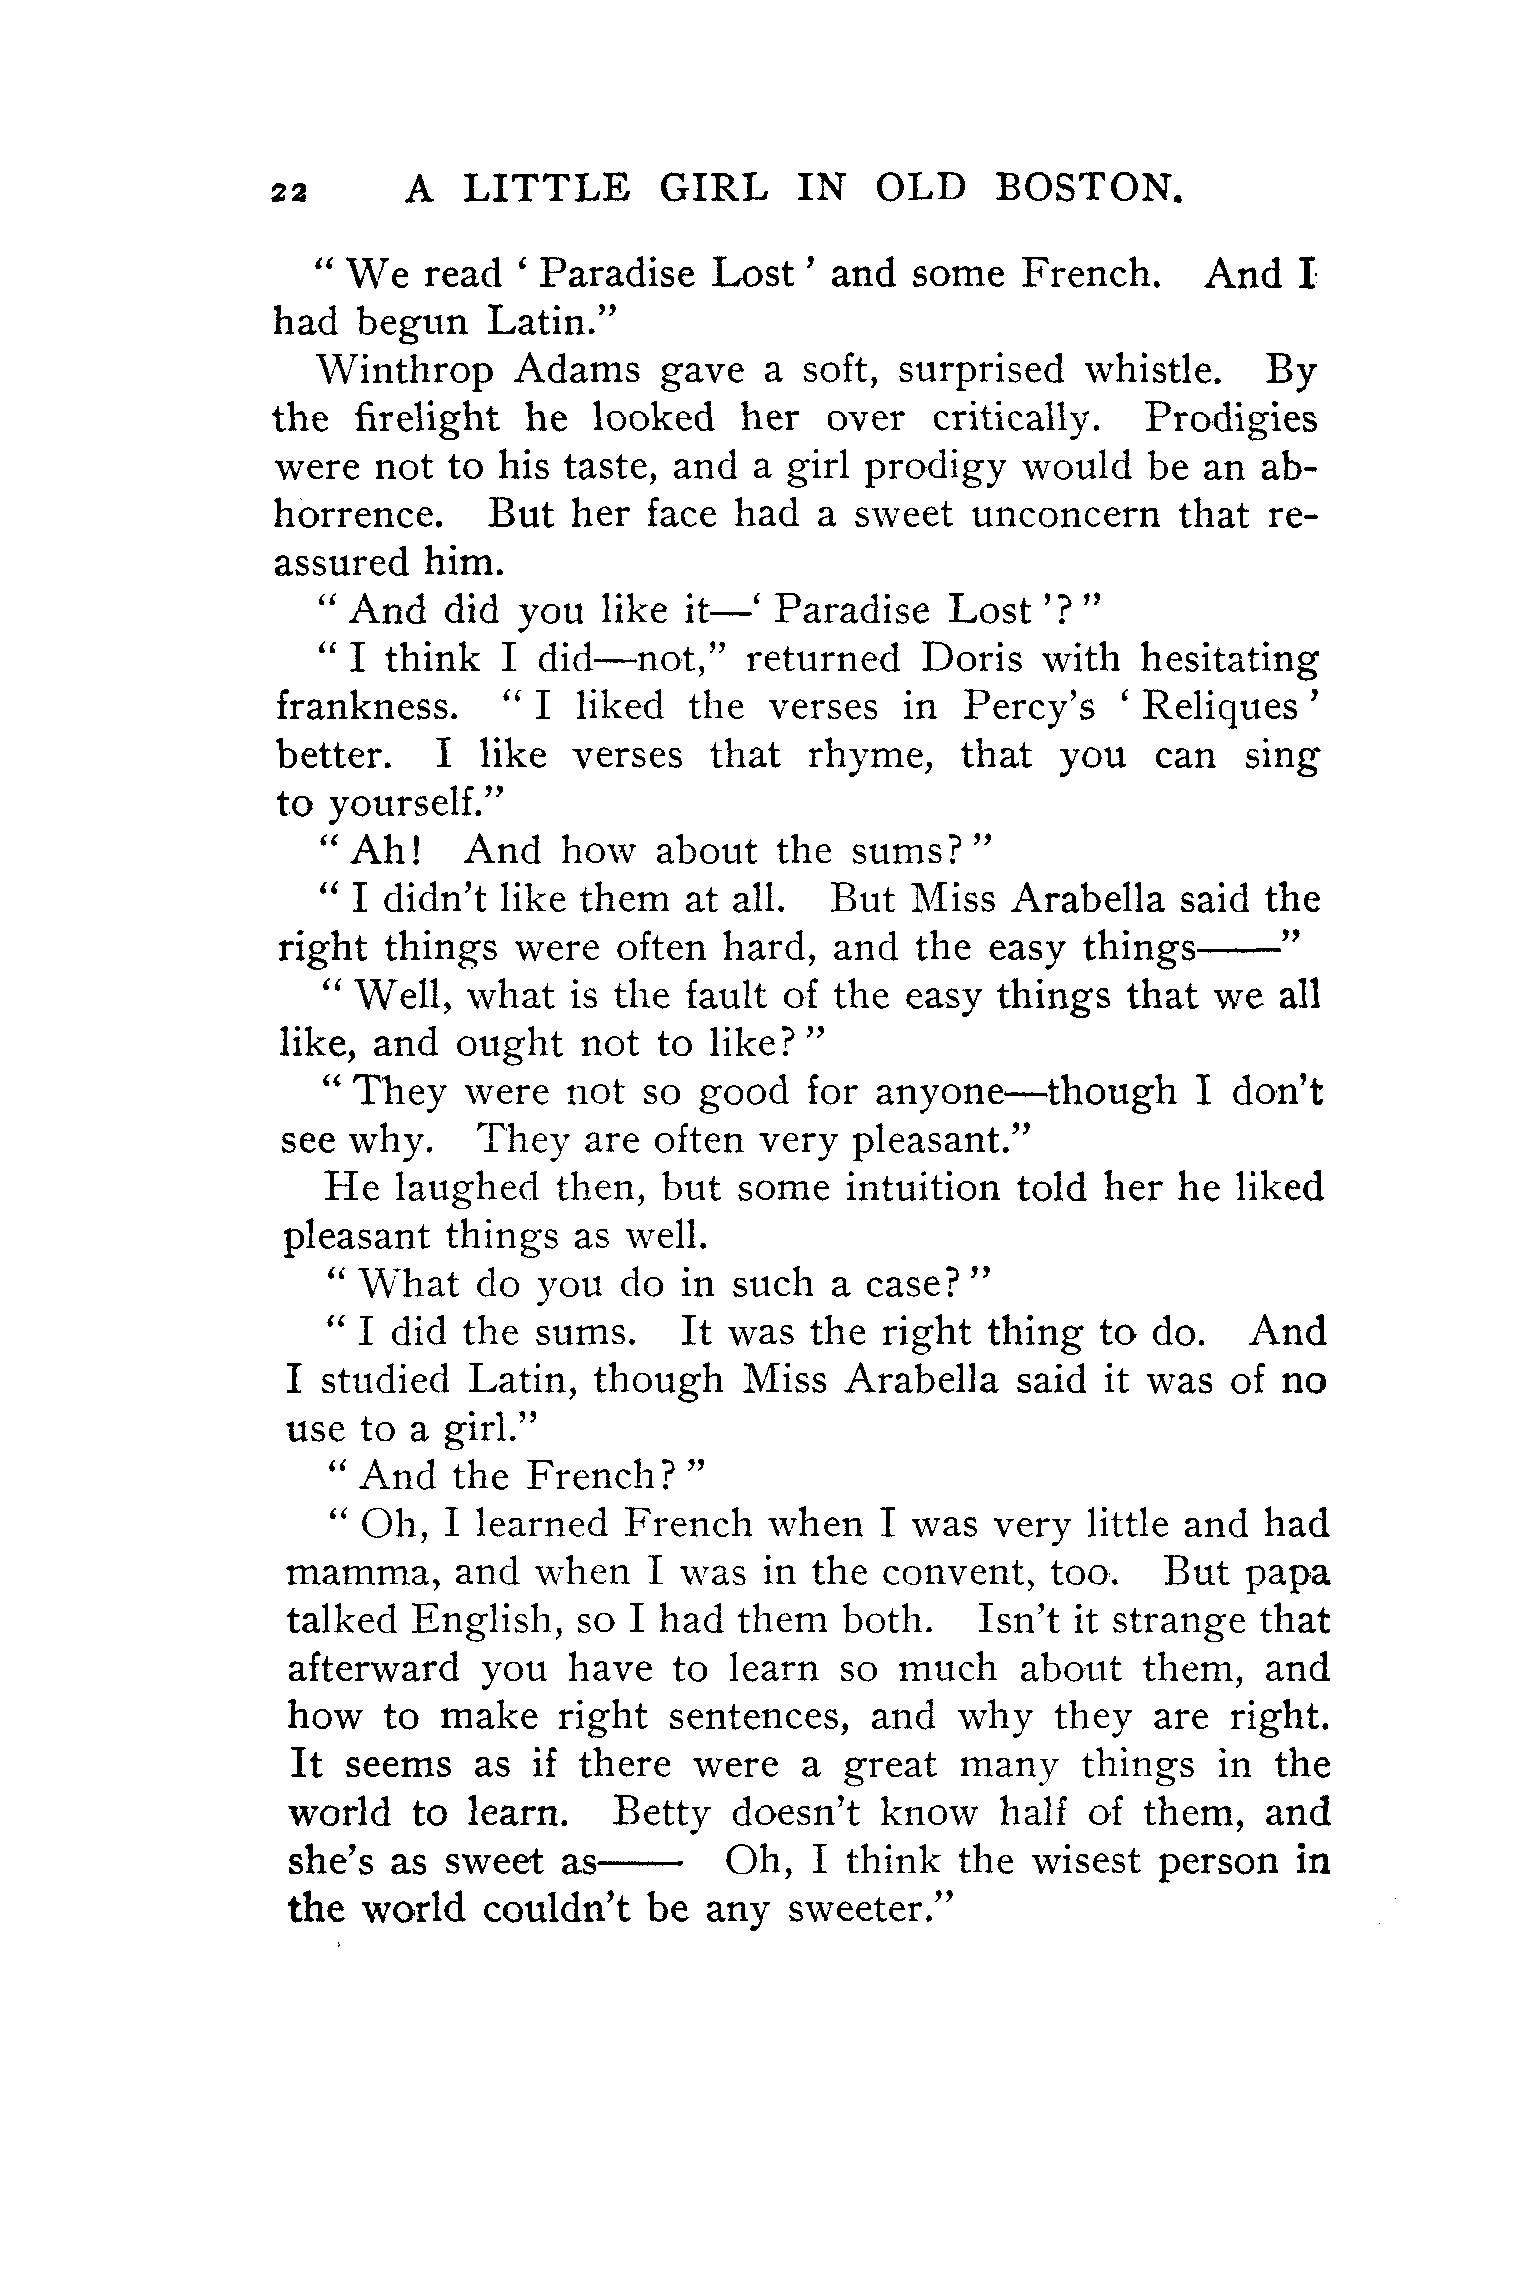 22 A LITTLE GIRL IN OLD BOSTON.
“ We read ‘ Paradise Lost ’ and some French. And I
had begun Latin.”
Winthrop Adams gave a soft, surprised whistle. By
the firelight he looked her over critically. Prodigies
were not to his taste, and a girl prodigy would be an ab-
horrence. But her face had a sweet unconcern that re-
assured him.
“ And did you like it—‘ Paradise Lost ’? ”
“ I think I did—not,” returned Doris with hesitating
frankness. “ I liked the verses in Percy’s ‘ Reliques ’
better. I like verses that rhyme, that you can sing
to yourself.”
“ Ah! And how about the sums? ”
“ I didn’t like them at all. But Miss Arabella said the
right things were often hard, and the easy things——”
“ Well, what is the fault of the easy things that we all
like, and ought not to like? ”
“ They were not so good for anyone—though I don’t
see why. They are often very pleasant.”
He laughed then, but some intuition told her he liked
pleasant things as well.
“ What do you do in such a case? ”
“ I did the sums. It was the right thing to do. And
I studied Latin, though Miss Arabella said it was of no
use to a girl.”
“ And the French? ”
“ Oh, I learned French when I was very little and had
mamma, and when I was in the convent, too. But papa
talked English, so I had them both. Isn’t it strange that
afterward you have to learn so much about them, and
how to make right sentences, and why they are right.
It seems as if there were a great many things in the
world to learn. Betty doesn’t know half of them, and
she’s as sweet as—— Oh, I think the wisest person in
the world couldn’t be any sweeter.”